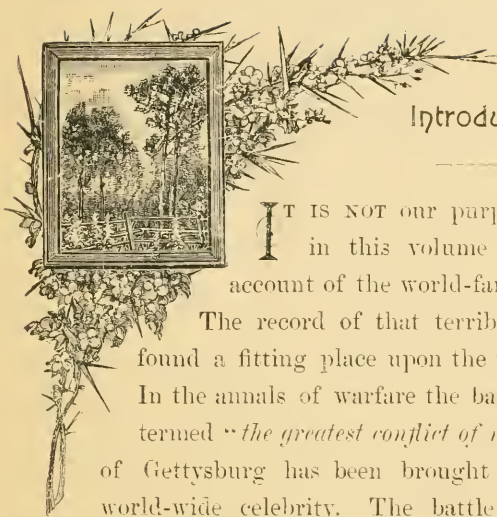 Introdu
IT IS NOT our purp
in this volume
account of the world-fa
The record of that terrib
found a fitting place upon the
In the annals of warfare the ba
termed "the greatest conflict of
of Gettysburg has been brought
world-wide celebrity. The battle